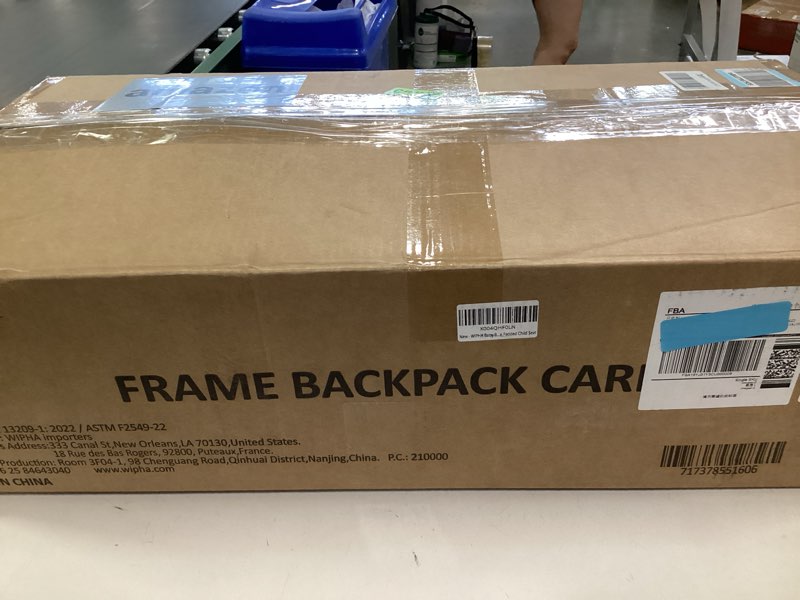 X004QHF0LN
FBA
FRAME BACKPACK CARI
13209-1: 2022 / ASTM F2549-22
: WIPHA Importers
s Address:333 Canal St,New Orleans,LA 70130,United States.
18 Rue des Bas Rogers, 92800, Puteaux,France.
Production: Room 3F04-1, 98 Chenguang Road,Qinhuai District,Nanjing,China. P.C.: 210000
6 25 84643040 www.wipha.com
N CHINA
717378551606